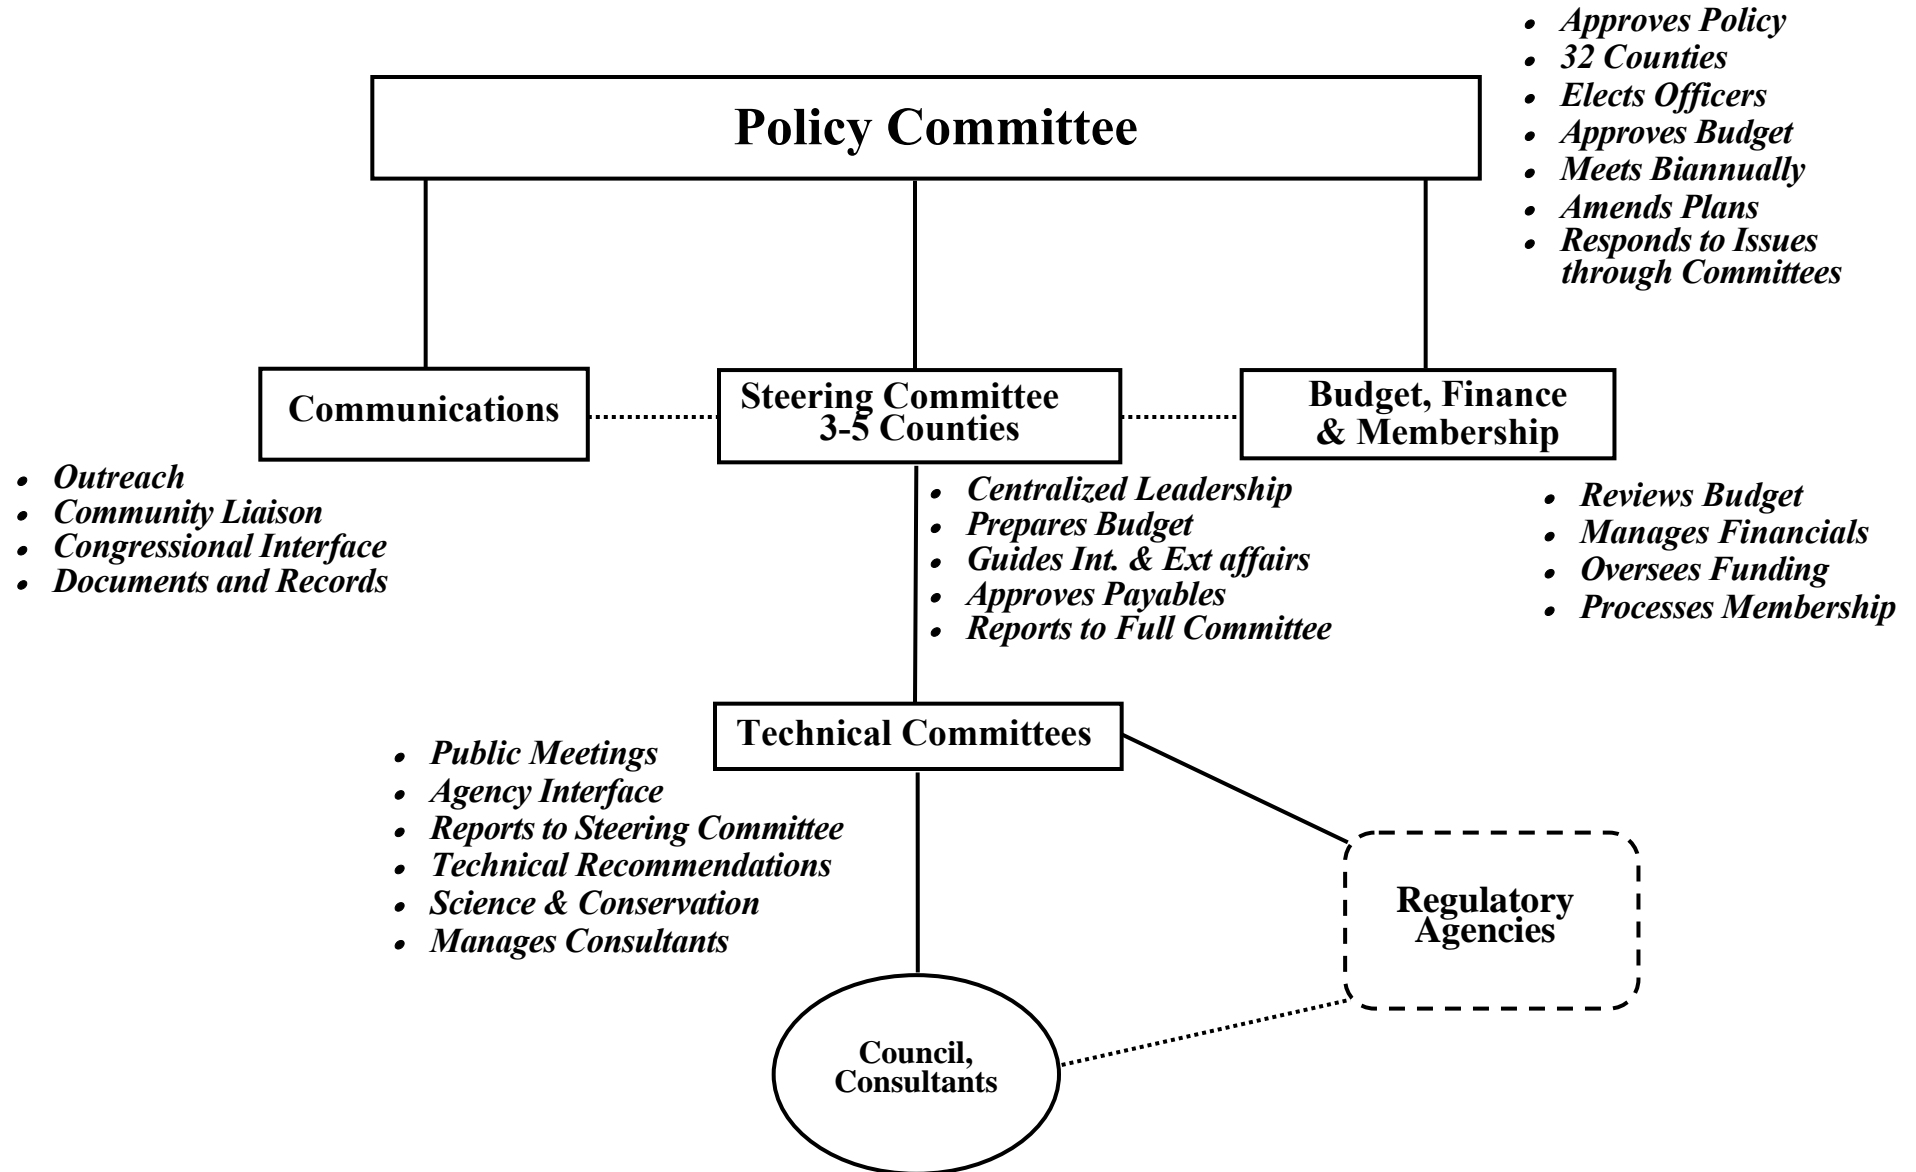 • Approves Policy
• 32 Counties
• Elects Officers
• Approves Budget
• Meets Biannually
• Amends Plans
• Responds to Issues
through Committees
Policy Committee
Communications
Steering Committee
3-5 Counties
Budget, Finance
& Membership
• Outreach
• Community Liaison
• Congressional Interface
• Documents and Records
• Centralized Leadership
• Prepares Budget
• Guides Int. & Ext affairs
• Approves Payables
• Reports to Full Committee
• Reviews Budget
• Manages Financials
• Oversees Funding
• Processes Membership
Technical Committees
• Public Meetings
• Agency Interface
• Reports to Steering Committee
• Technical Recommendations
• Science & Conservation
• Manages Consultants
Regulatory
Agencies
Council,
Consultants